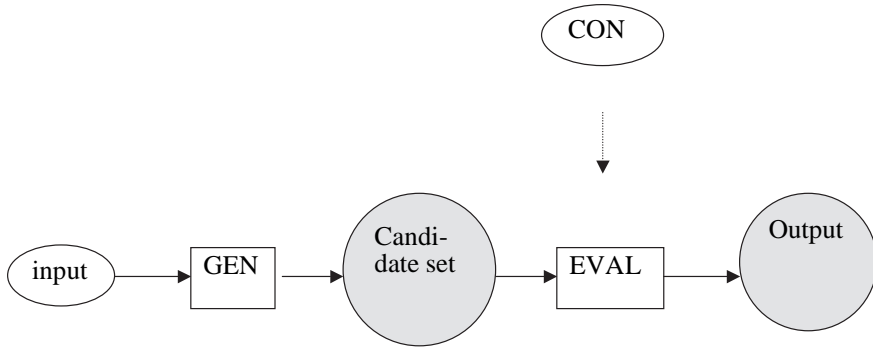 CON
input
GEN
Candi-
date set
EVAL
Output